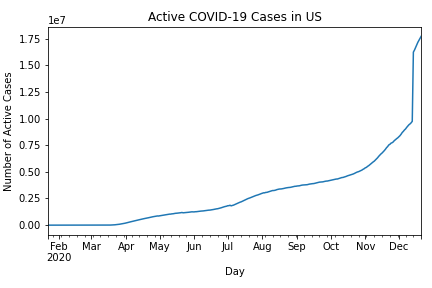 Active COVID-19 Cases in US
1e7
Number of Active Cases
1.75
1.50
1.25
1.00
0.75
0.50
0.25
0.00
Feb Mar Apr May Jun Jul Aug Sep Oct Nov Dec
2020
Day